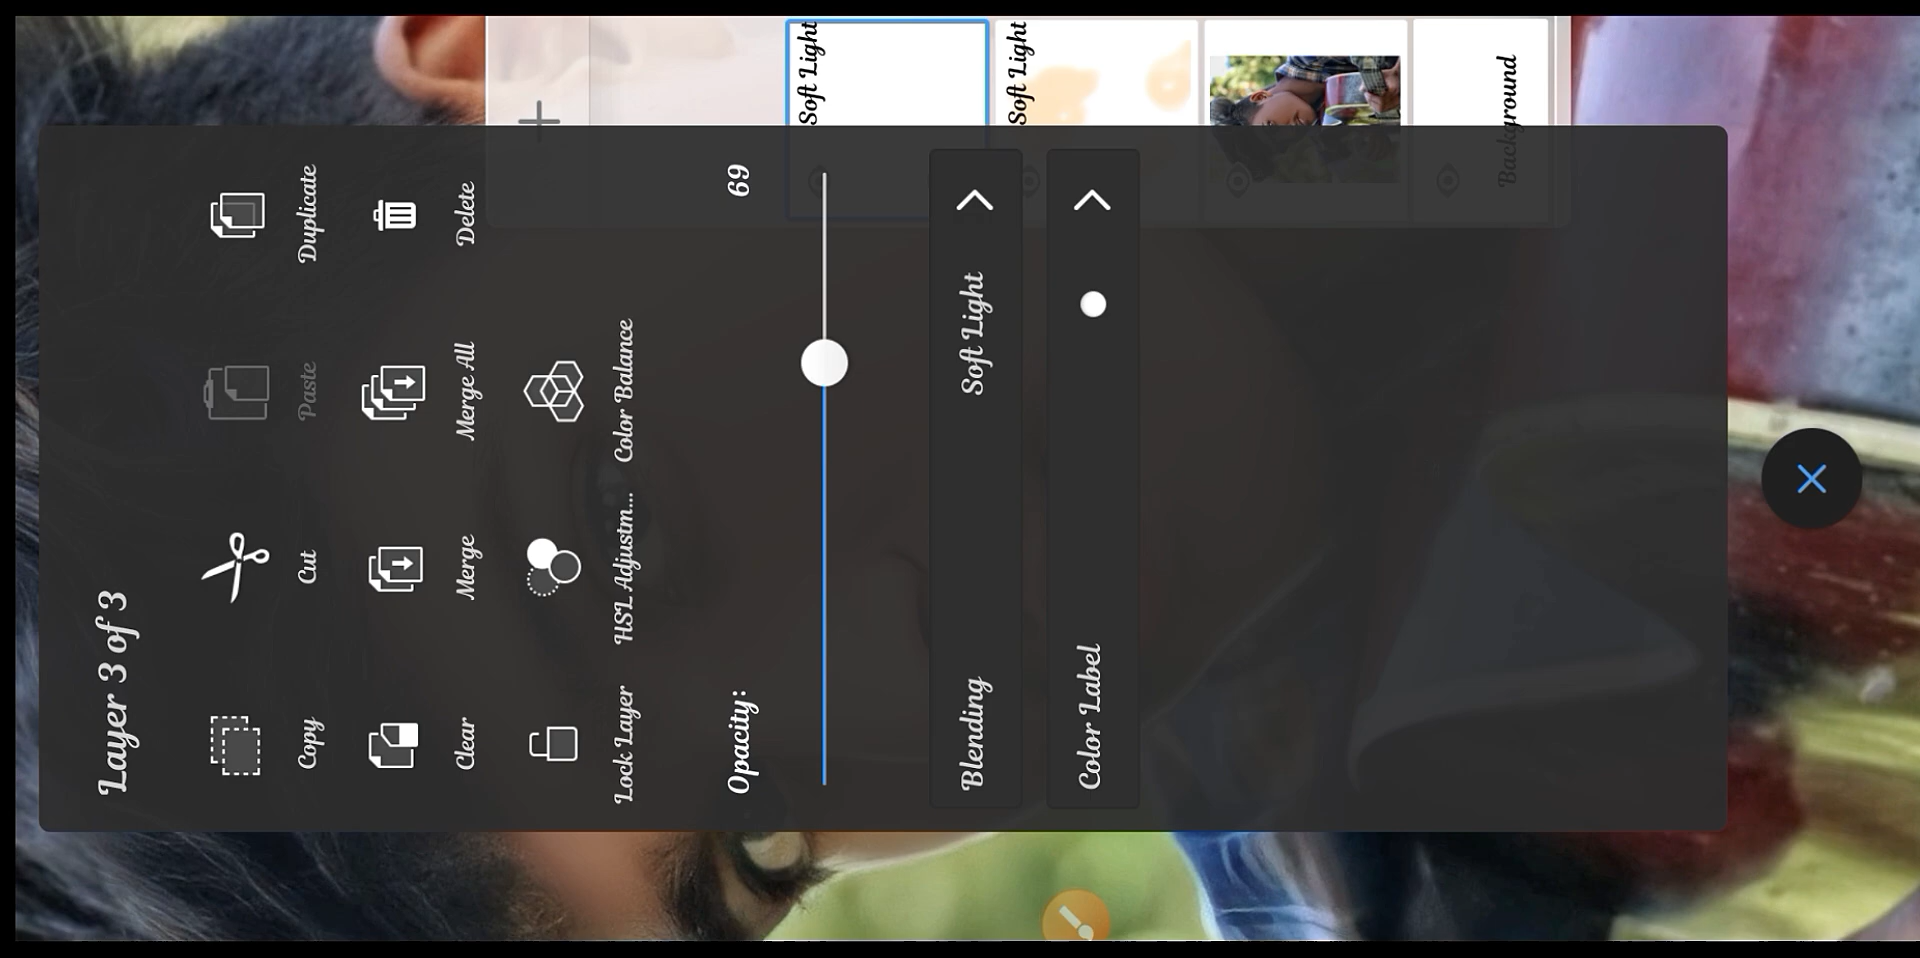 Soft Light
Soft Light
Background
Layer 3 of 3
Copy
Cut
Paste
Duplicate
Clear
Merge
Merge All
Delete
Lock Layer
HSL Adjustm...
Color Balance
Opacity: 69
Blending Soft Light
Color Label